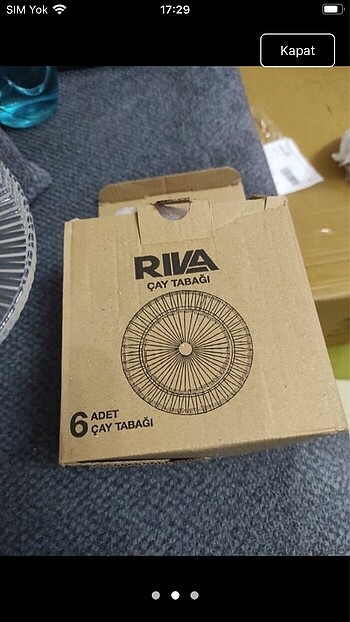 SIM Yok
17:29
Kapat
RIVA
ÇAY TABAĞI
6 ADET
ÇAY TABAĞI